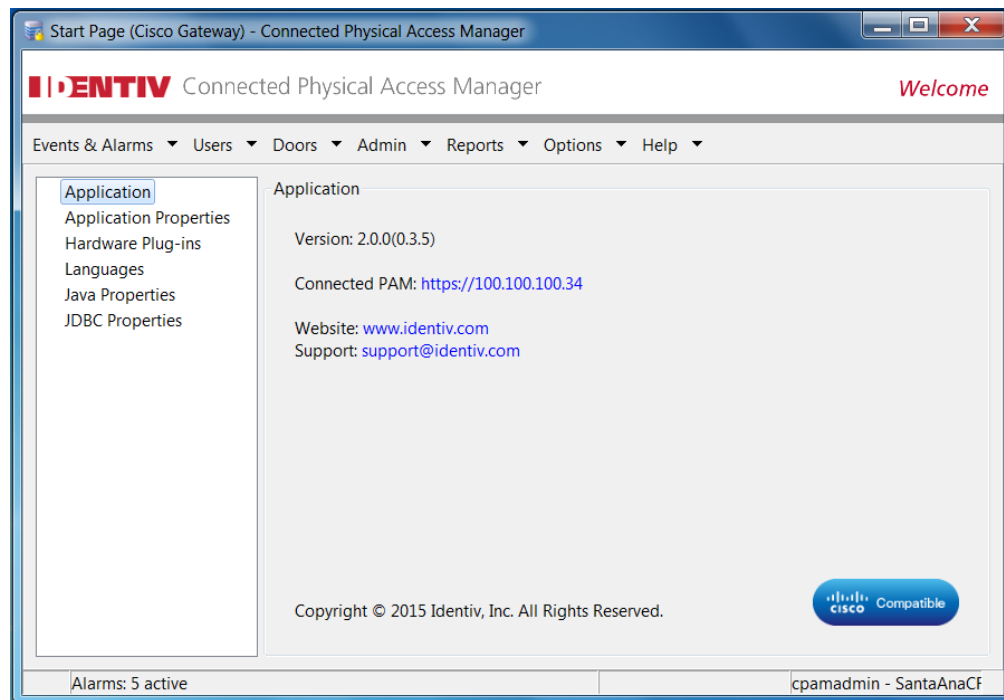 Start Page (Cisco Gateway) - Connected Physical Access Manager
IDENTIV Connected Physical Access Manager
Welcome
Events & Alarms Users Doors Admin Reports Options Help
Application
Application Properties
Hardware Plug-ins
Languages
Java Properties
JDBC Properties
Application
Version: 2.0.0(0.3.5)
Connected PAM: https://100.100.100.34
Website: www.identiv.com
Support: support@identiv.com
Copyright © 2015 Identiv, Inc. All Rights Reserved.
CISCO Compatible
Alarms: 5 active
cpamadmin - SantaAnaCF